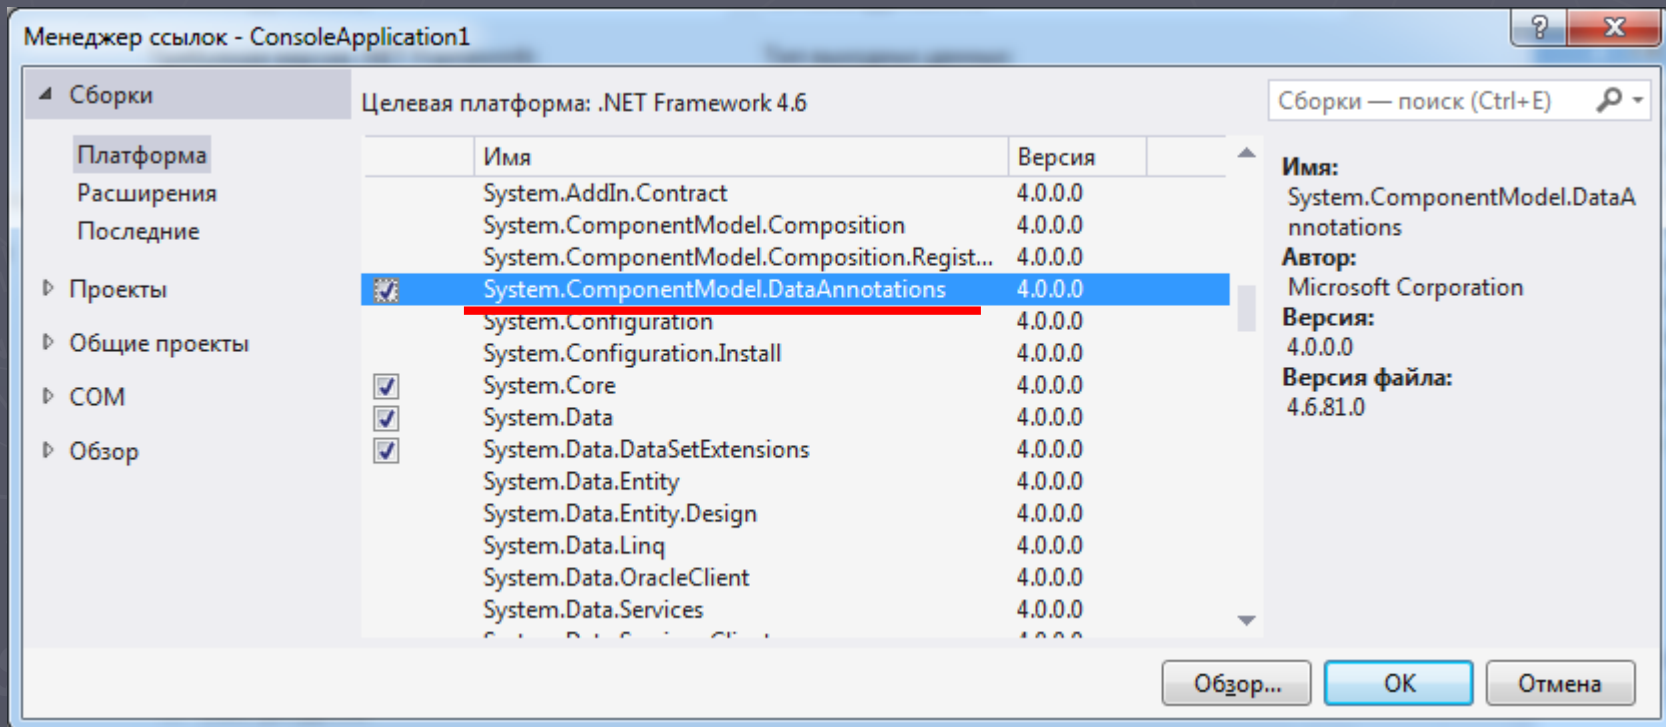 Менеджер ссылок - ConsoleApplication1
Сборки
Платформа
Расширения
Последние
Проекты
Общие проекты
COM
Обзор
Целевая платформа: .NET Framework 4.6
Имя Версия
System.AddIn.Contract 4.0.0.0
System.ComponentModel.Composition 4.0.0.0
System.ComponentModel.Composition.Regist... 4.0.0.0
System.ComponentModel.DataAnnotations 4.0.0.0
System.Configuration 4.0.0.0
System.Configuration.Install 4.0.0.0
System.Core 4.0.0.0
System.Data 4.0.0.0
System.Data.DataSetExtensions 4.0.0.0
System.Data.Entity 4.0.0.0
System.Data.Entity.Design 4.0.0.0
System.Data.Linq 4.0.0.0
System.Data.OracleClient 4.0.0.0
System.Data.Services 4.0.0.0
Сборки — поиск (Ctrl+E)
Имя:
System.ComponentModel.DataA
nnotations
Автор:
Microsoft Corporation
Версия:
4.0.0.0
Версия файла:
4.6.81.0
Обзор...
OK
Отмена